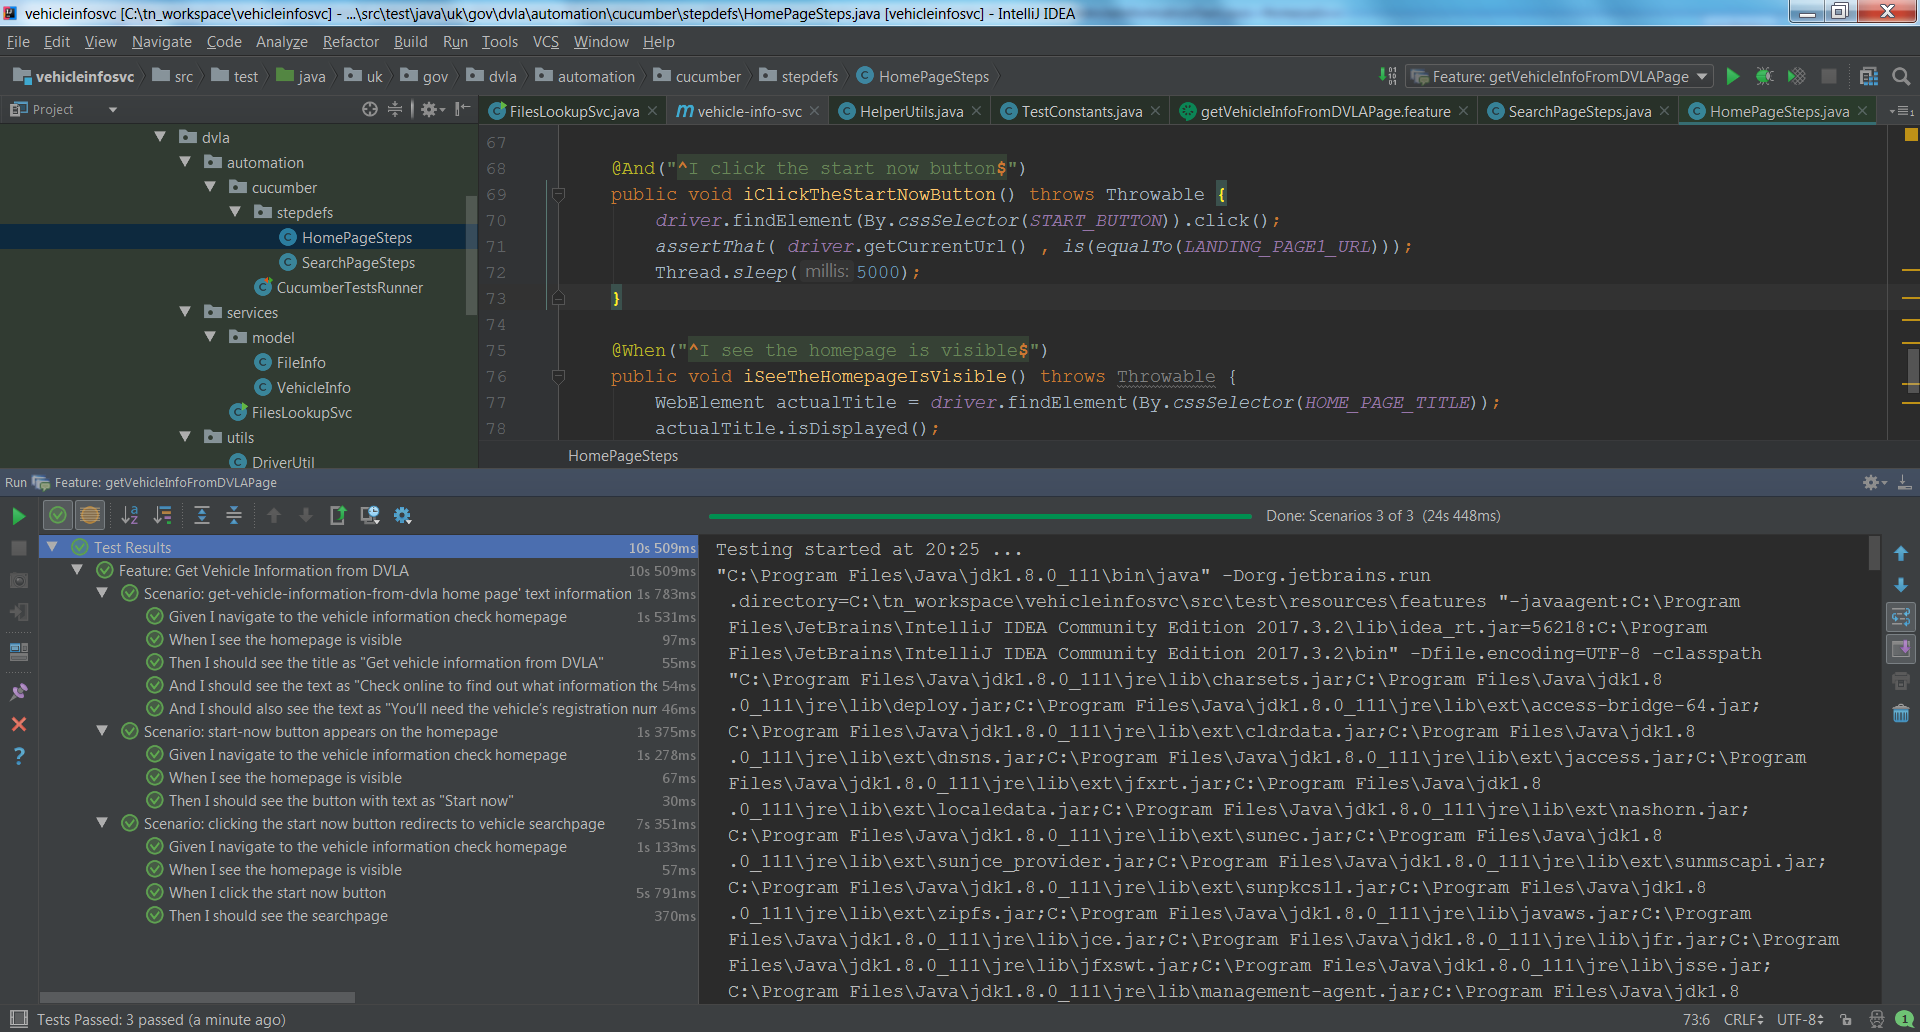 vehicleinfosvc [C:\tn_workspace\vehicleinfosvc] - ...\src\test\java\uk\gov\dvla\automation\cucumber\stepdefs\HomePageSteps.java [vehicleinfosvc] - IntelliJ IDEA
File Edit View Navigate Code Analyze Refactor Build Run Tools VCS Window Help
vehicleinfosvc src test java uk gov dvla automation cucumber stepdefs HomePageSteps Feature: getVehicleInfoFromDVLAPage
Project FilesLookupSvc.java vehicle-info-svc HelperUtils.java TestConstants.java getVehicleInfoFromDVLAPage.feature SearchPageSteps.java HomePageSteps.java
dvla
automation
cucumber
stepdefs
HomePageSteps
SearchPageSteps
CucumberTestsRunner
services
model
FileInfo
VehicleInfo
FilesLookupSvc
utils
DriverUtil
67
68 @And("^I click the start now button$")
69 public void iClickTheStartNowButton() throws Throwable {
70 driver.findElement(By.cssSelector(START_BUTTON)).click();
71 assertThat( driver.getCurrentUrl() , is(equalTo(LANDING_PAGE1_URL)));
72 Thread.sleep( millis: 5000);
73 }
74
75 @When("^I see the homepage is visible$")
76 public void iSeeTheHomepageIsVisible() throws Throwable {
77 WebElement actualTitle = driver.findElement(By.cssSelector(HOME_PAGE_TITLE));
78 actualTitle.isDisplayed();
HomePageSteps
Run Feature: getVehicleInfoFromDVLAPage
Done: Scenarios 3 of 3 (24s 448ms)
Test Results 10s 509ms
Feature: Get Vehicle Information from DVLA 10s 509ms
Scenario: get-vehicle-information-from-dvla home page' text information 1s 783ms
Given I navigate to the vehicle information check homepage 1s 531ms
When I see the homepage is visible 97ms
Then I should see the title as "Get vehicle information from DVLA" 55ms
And I should see the text as "Check online to find out what information the 54ms
And I should also see the text as "You'll need the vehicle's registration num 46ms
Scenario: start-now button appears on the homepage 1s 375ms
Given I navigate to the vehicle information check homepage 1s 278ms
When I see the homepage is visible 67ms
Then I should see the button with text as "Start now" 30ms
Scenario: clicking the start now button redirects to vehicle searchpage 7s 351ms
Given I navigate to the vehicle information check homepage 1s 133ms
When I see the homepage is visible 57ms
When I click the start now button 5s 791ms
Then I should see the searchpage 370ms
Testing started at 20:25 ...
"C:\Program Files\Java\jdk1.8.0_111\bin\java" -Dorg.jetbrains.run
.directory=C:\tn_workspace\vehicleinfosvc\src\test\resources\features "-javaagent:C:\Program
Files\JetBrains\IntelliJ IDEA Community Edition 2017.3.2\lib\idea_rt.jar=56218:C:\Program
Files\JetBrains\IntelliJ IDEA Community Edition 2017.3.2\bin" -Dfile.encoding=UTF-8 -classpath
"C:\Program Files\Java\jdk1.8.0_111\jre\lib\charsets.jar;C:\Program Files\Java\jdk1.8
.0_111\jre\lib\deploy.jar;C:\Program Files\Java\jdk1.8.0_111\jre\lib\ext\access-bridge-64.jar;
C:\Program Files\Java\jdk1.8.0_111\jre\lib\ext\cldrdata.jar;C:\Program Files\Java\jdk1.8
.0_111\jre\lib\ext\dnsns.jar;C:\Program Files\Java\jdk1.8.0_111\jre\lib\ext\jaccess.jar;C:\Program
Files\Java\jdk1.8.0_111\jre\lib\ext\jfxrt.jar;C:\Program Files\Java\jdk1.8
.0_111\jre\lib\ext\localedata.jar;C:\Program Files\Java\jdk1.8.0_111\jre\lib\ext\nashorn.jar;
C:\Program Files\Java\jdk1.8.0_111\jre\lib\ext\sunec.jar;C:\Program Files\Java\jdk1.8
.0_111\jre\lib\ext\sunjce_provider.jar;C:\Program Files\Java\jdk1.8.0_111\jre\lib\ext\sunmscapi.jar;
C:\Program Files\Java\jdk1.8.0_111\jre\lib\ext\sunpkcs11.jar;C:\Program Files\Java\jdk1.8
.0_111\jre\lib\ext\zipfs.jar;C:\Program Files\Java\jdk1.8.0_111\jre\lib\javaws.jar;C:\Program
Files\Java\jdk1.8.0_111\jre\lib\jce.jar;C:\Program Files\Java\jdk1.8.0_111\jre\lib\jfr.jar;C:\Program
Files\Java\jdk1.8.0_111\jre\lib\jfxswt.jar;C:\Program Files\Java\jdk1.8.0_111\jre\lib\jsse.jar;
C:\Program Files\Java\jdk1.8.0_111\jre\lib\management-agent.jar;C:\Program Files\Java\jdk1.8
Tests Passed: 3 passed (a minute ago) 73:6 CRLF UTF-8 1